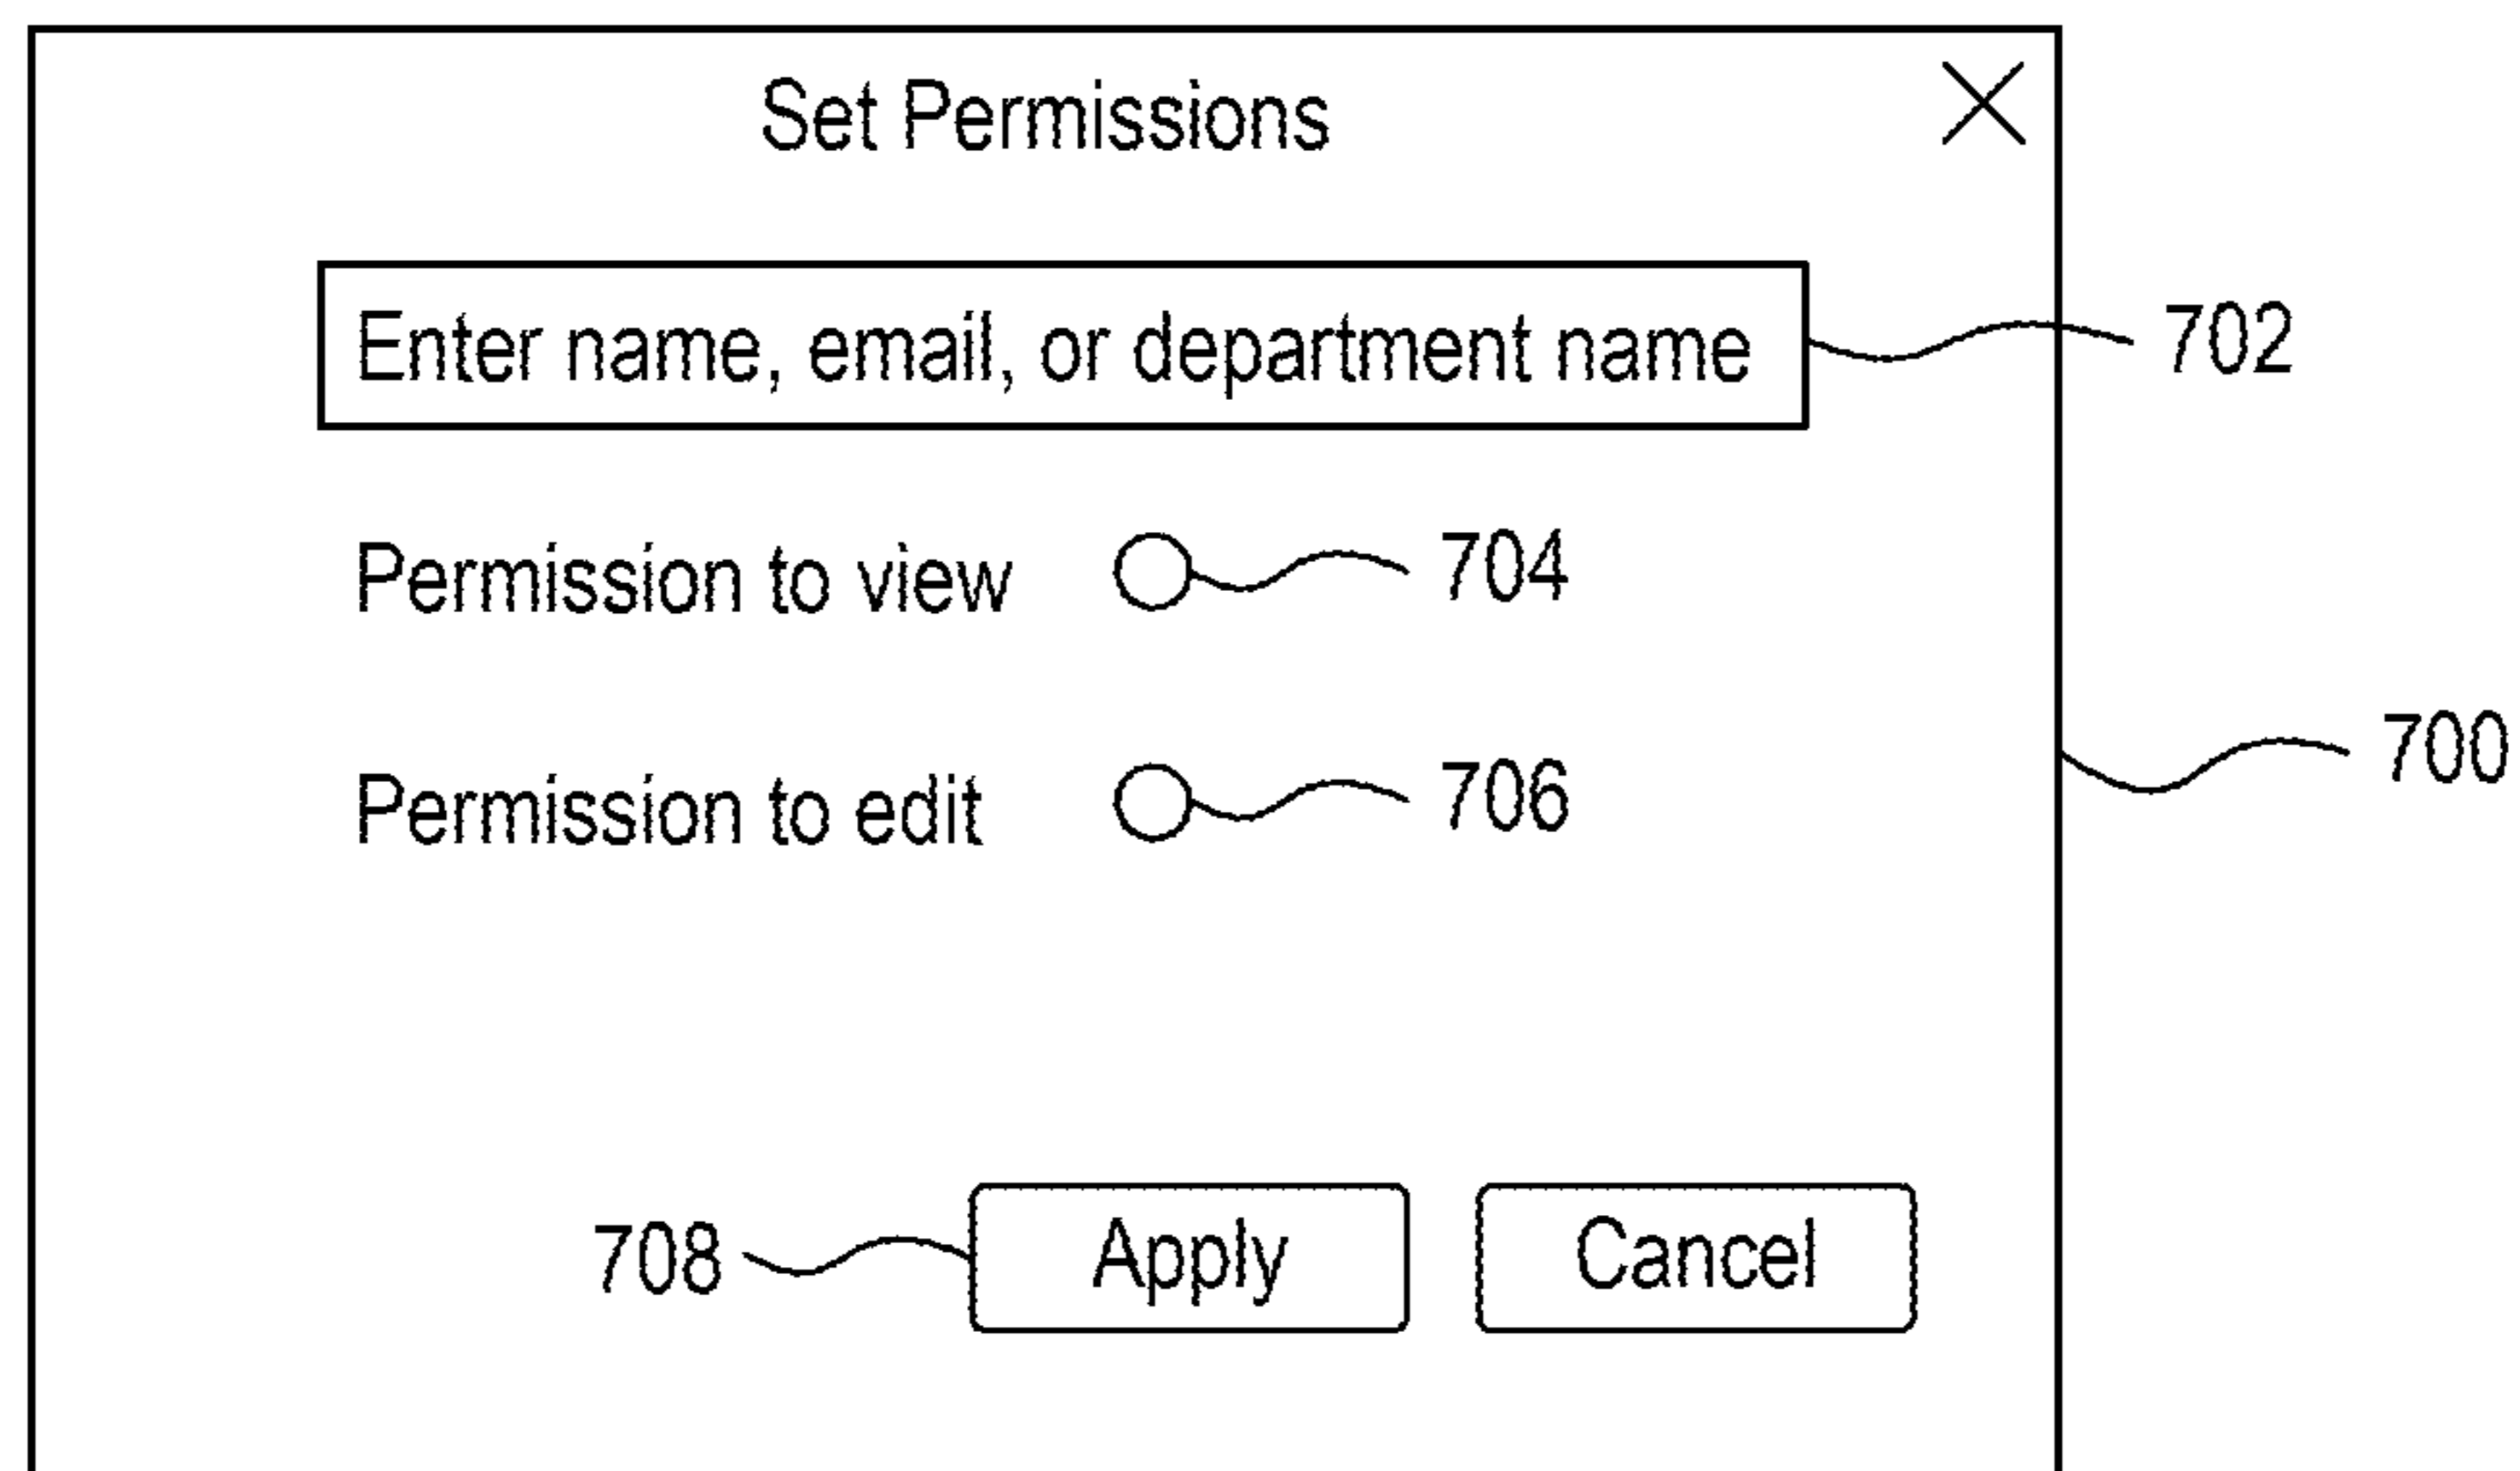 Set Permissions
Enter name, email, or department name 702
Permission to view 704
700
Permission to edit 706
708 Apply Cancel